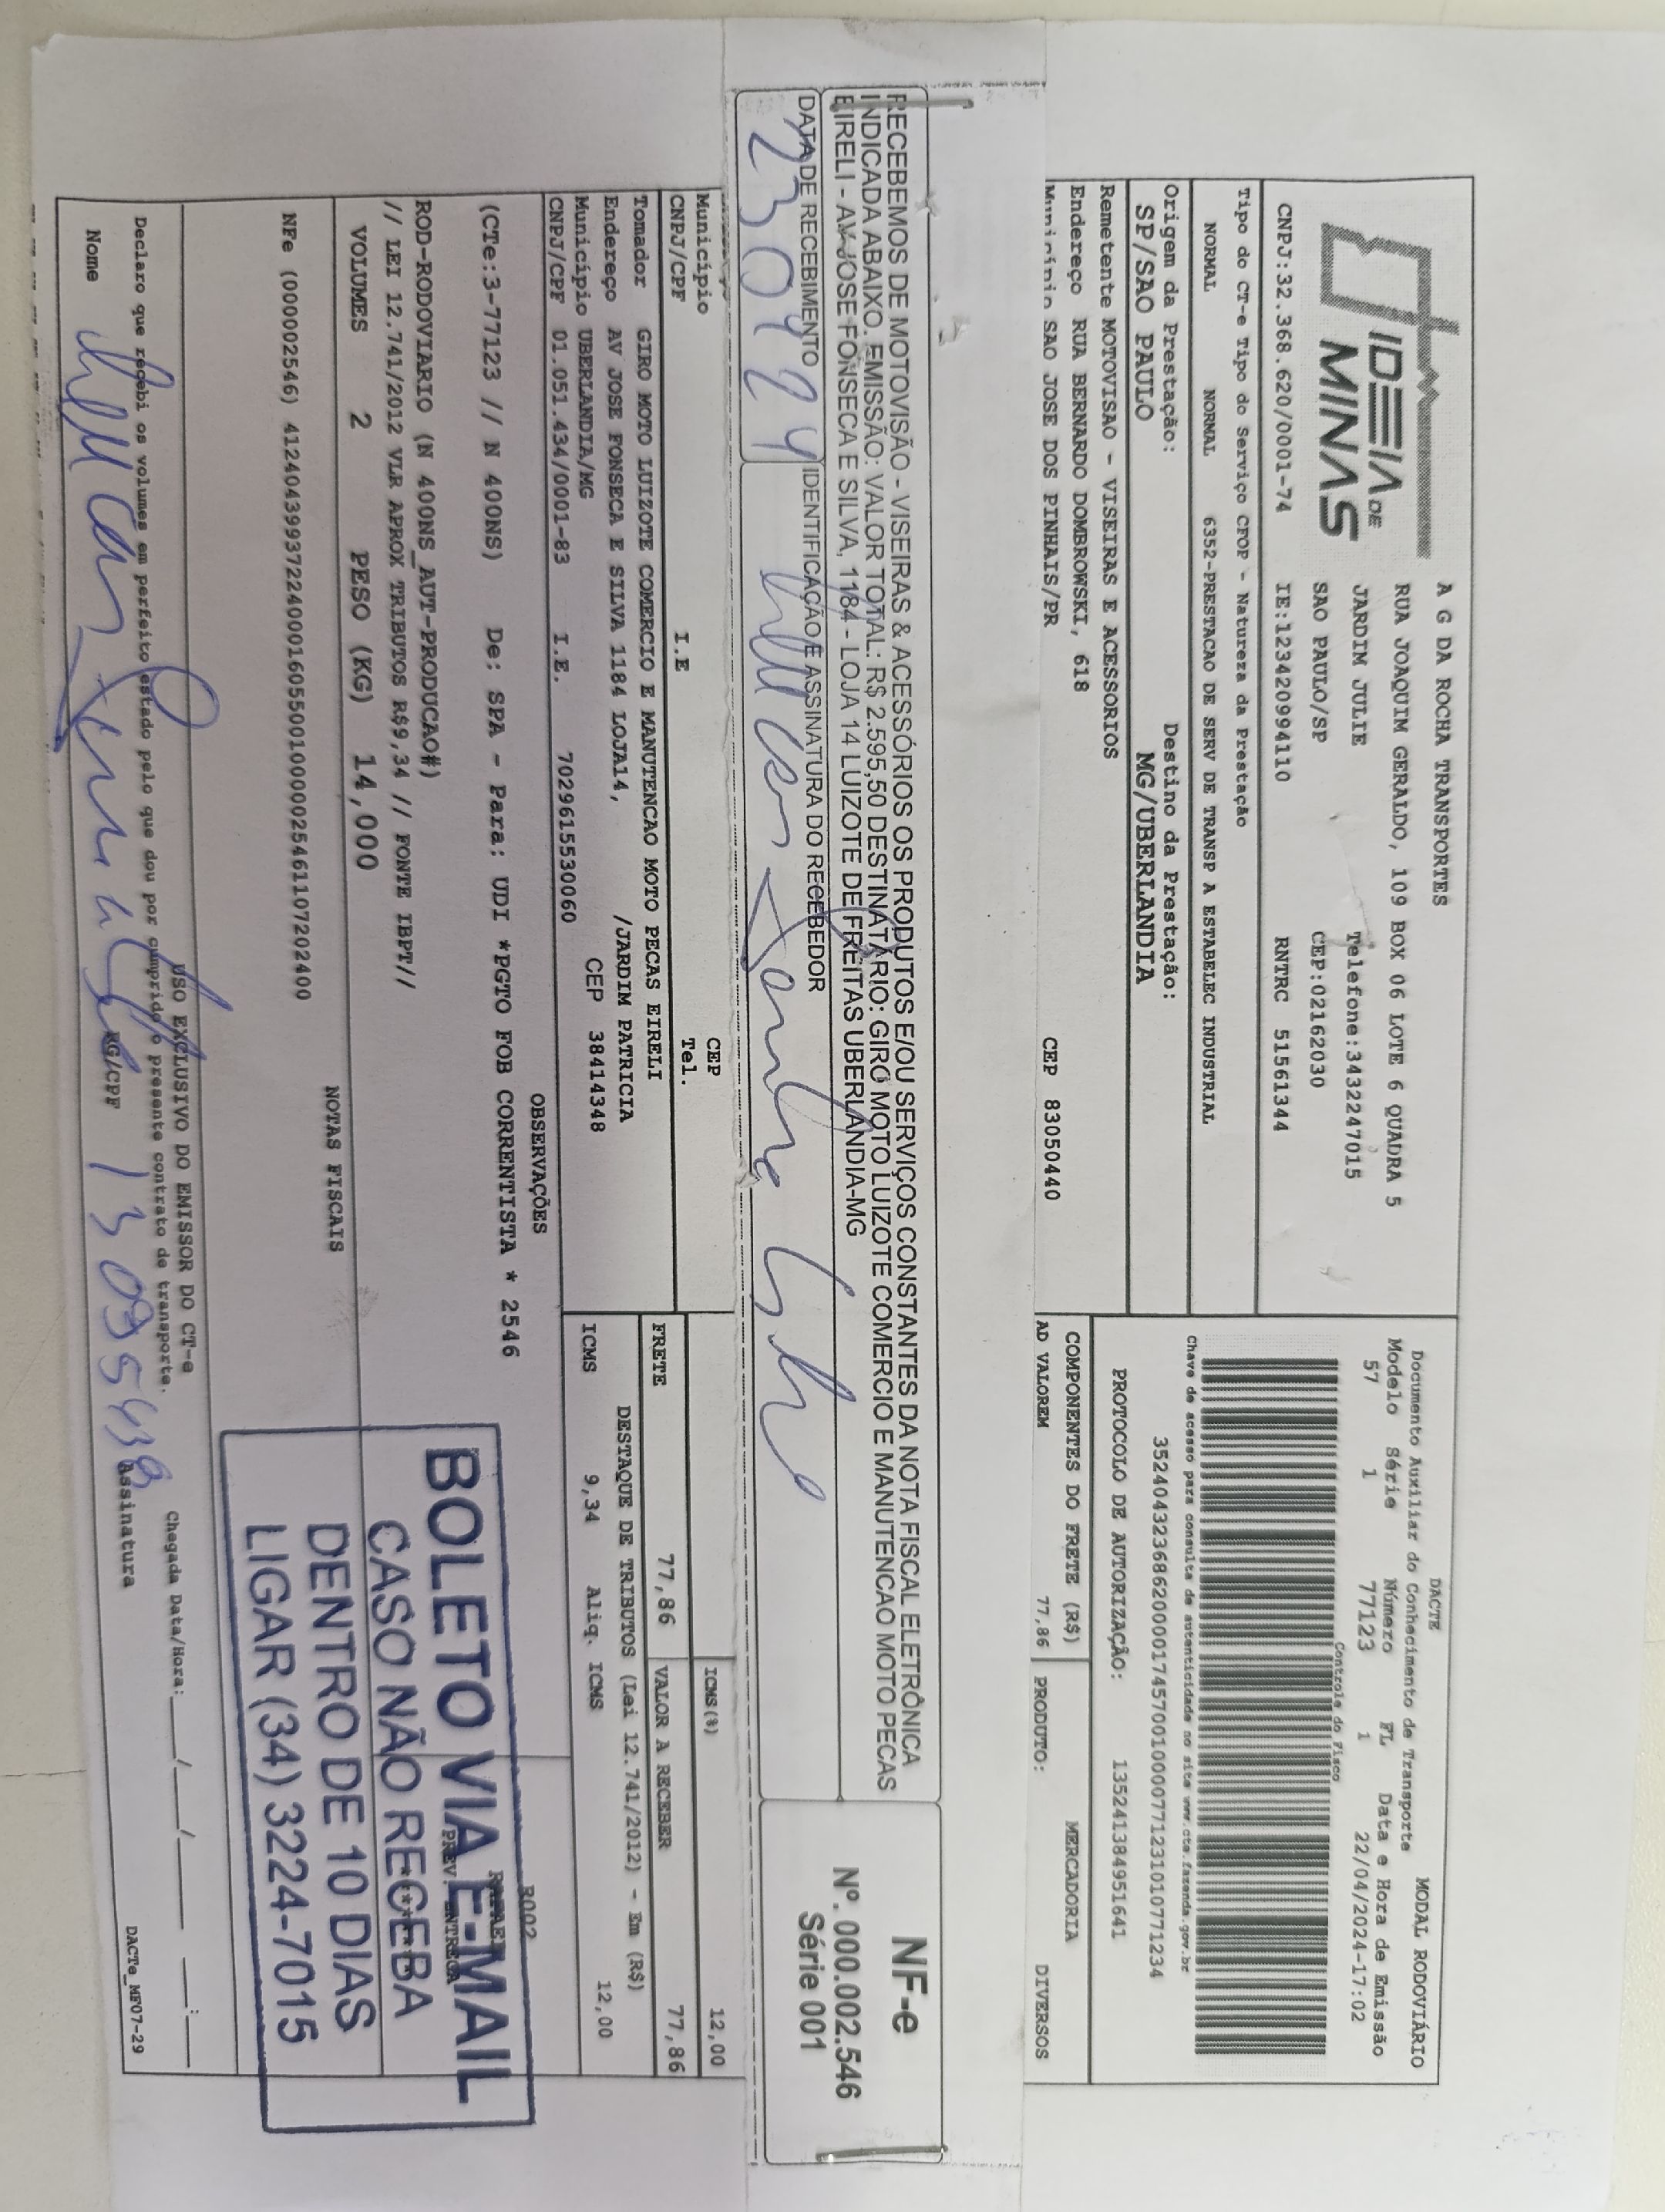 IDEIA DE
MINAS
A G DA ROCHA TRANSPORTES
RUA JOAQUIM GERALDO, 109 BOX 06 LOTE 6 QUADRA 5
JARDIM JULIE Telefone:3432247015
SAO PAULO/SP CEP:02162030
CNPJ:32.368.620/0001-74 IE:123420994110 RNTRC 51561344
DACTE MODAL RODOVIÁRIO
Documento Auxiliar do Conhecimento de Transporte
Modelo Série Número FL Data e Hora de Emissão
57 1 77123 1 22/04/2024-17:02
Controle do Fisco
Chave de acesso para consulta de autenticidade no site www.cte.fazenda.gov.br
35240432368620000174570010000771231010771234
PROTOCOLO DE AUTORIZAÇÃO: 135241384951641
Tipo do CT-e Tipo do Serviço CFOP - Natureza da Prestação
NORMAL NORMAL 6352-PRESTACAO DE SERV DE TRANSP A ESTABELEC INDUSTRIAL
Origem da Prestação: Destino da Prestação:
SP/SAO PAULO MG/UBERLANDIA
Remetente MOTOVISAO - VISEIRAS E ACESSORIOS
Endereço RUA BERNARDO DOMBROWSKI, 618
Município SAO JOSE DOS PINHAIS/PR CEP 83050440
COMPONENTES DO FRETE (R$) MERCADORIA
AD VALOREM 77,86 PRODUTO: DIVERSOS
RECEBEMOS DE MOTOVISÃO - VISEIRAS & ACESSÓRIOS OS PRODUTOS E/OU SERVIÇOS CONSTANTES DA NOTA FISCAL ELETRÔNICA
INDICADA ABAIXO. EMISSÃO: VALOR TOTAL: R$ 2.595,50 DESTINATÁRIO: GIRO MOTO LUIZOTE COMERCIO E MANUTENCAO MOTO PECAS
EIRELI - AV JOSE FONSECA E SILVA, 1184 - LOJA 14 LUIZOTE DE FREITAS UBERLANDIA-MG
DATA DE RECEBIMENTO IDENTIFICAÇÃO E ASSINATURA DO RECEBEDOR
23 04 24
NF-e
Nº. 000.002.546
Série 001
Município CEP
CNPJ/CPF I.E Tel.
Tomador GIRO MOTO LUIZOTE COMERCIO E MANUTENCAO MOTO PECAS EIRELI
Endereço AV JOSE FONSECA E SILVA 1184 LOJA14, /JARDIM PATRICIA
Município UBERLANDIA/MG CEP 38414348
CNPJ/CPF 01.051.434/0001-83 I.E. 7029615530060
ICMS(%) 12,00
FRETE 77,86 VALOR A RECEBER 77,86
DESTAQUE DE TRIBUTOS (Lei 12.741/2012) - Em (R$)
ICMS 9,34 Aliq. ICMS 12,00
OBSERVAÇÕES
(CTe:3-77123 // N 400NS) De: SPA - Para: UDI *PGTO FOB CORRENTISTA * 2546
ROD-RODOVIARIO (N 400NS_AUT-PRODUCAO#)
// LEI 12.741/2012 VLR APROX TRIBUTOS R$9,34 // FONTE IBPT//
R002
PREV. ENTREGA
VOLUMES 2 PESO (KG) 14,000
NOTAS FISCAIS
NFe (000002546) 41240439937224000160550010000025461107202400
BOLETO VIA E-MAIL
CASO NÃO RECEBA
DENTRO DE 10 DIAS
LIGAR (34) 3224-7015
USO EXCLUSIVO DO EMISSOR DO CT-e
Declaro que recebi os volumes em perfeito estado pelo que dou por cumprido o presente contrato de transporte.
Chegada Data/Hora:___/___/___ ___:___
Nome RG/CPF Assinatura
DACTe_MF07-29